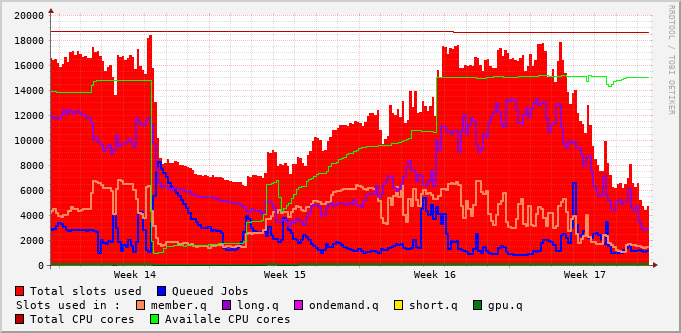 20000
18000
16000
14000
12000
10000
8000
6000
4000
2000
0
Week 14 Week 15 Week 16 Week 17
RRDTOOL / TOBI OETIKER
Total slots used Queued Jobs
Slots used in : member.q long.q ondemand.q short.q gpu.q
Total CPU cores Availale CPU cores